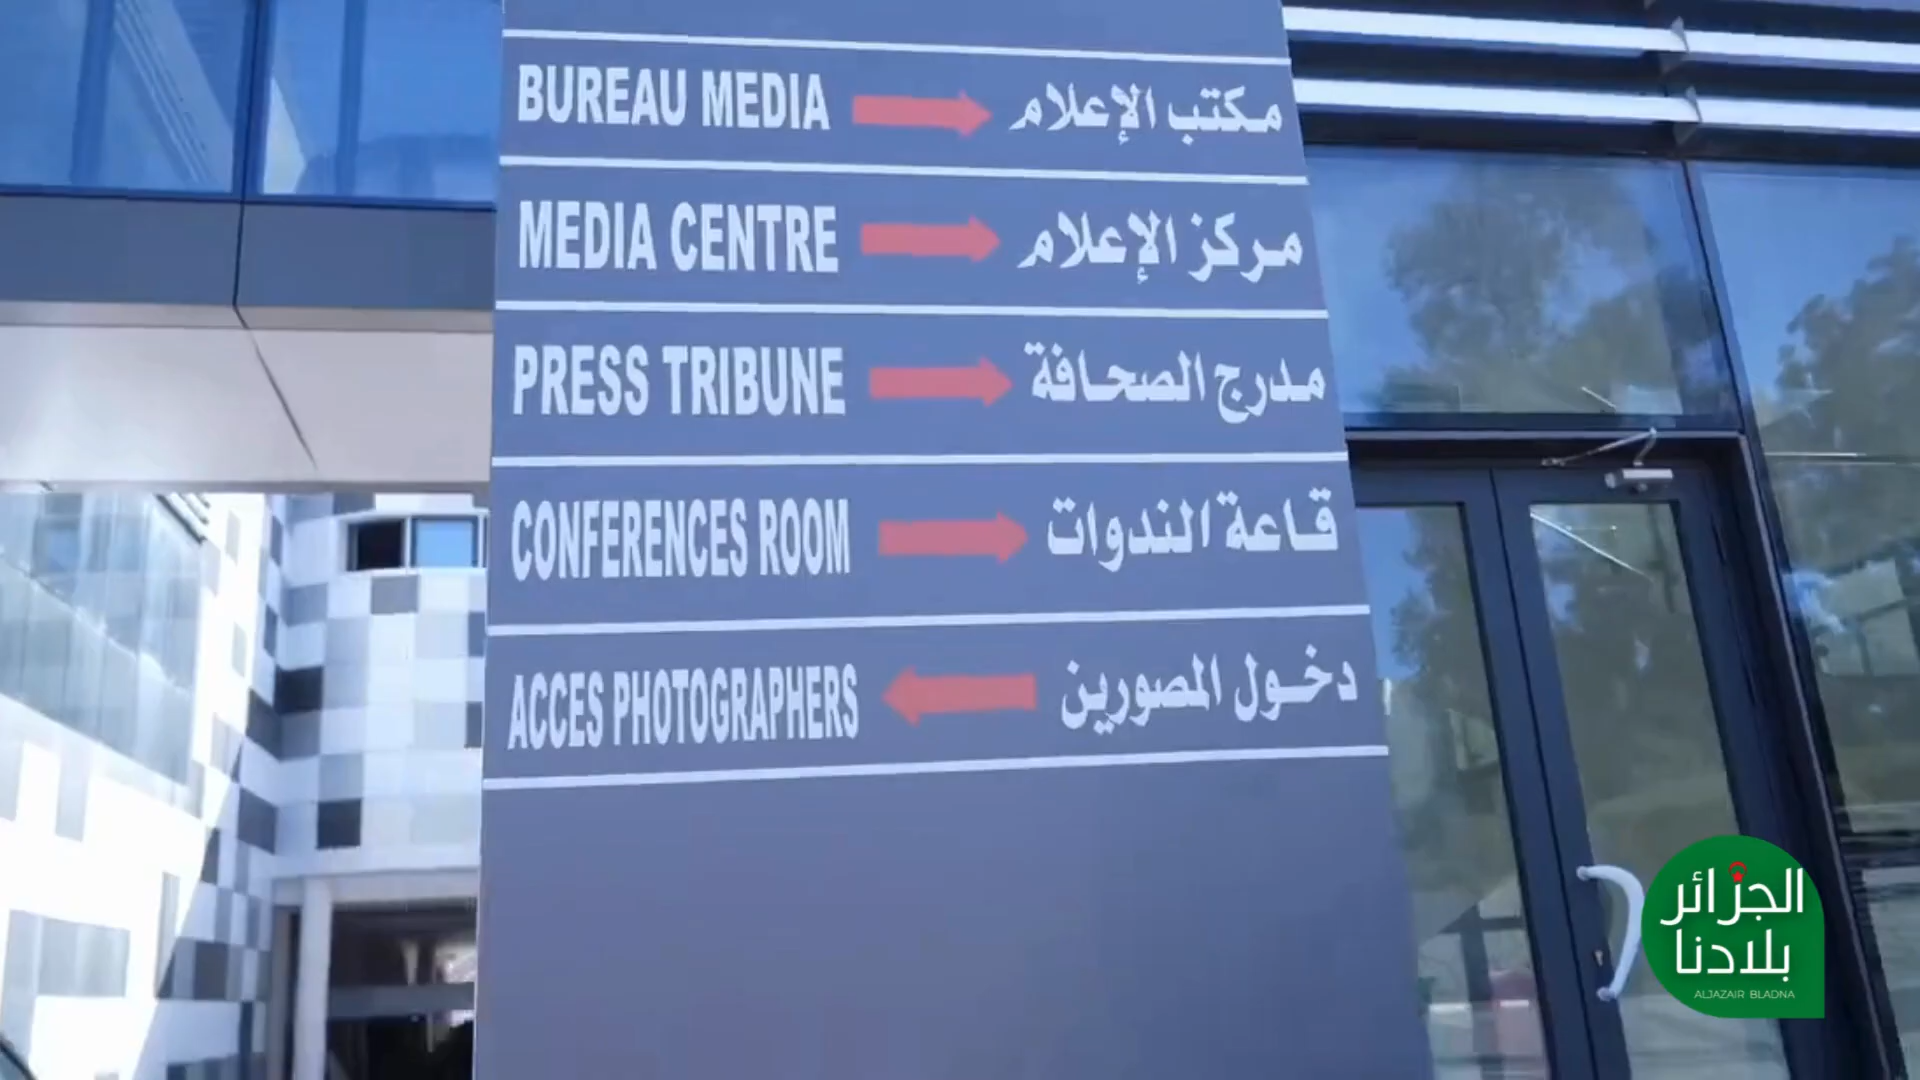 BUREAU MEDIA مكتب الإعلام
MEDIA CENTRE مركز الإعلام
PRESS TRIBUNE مدرج الصحافة
CONFERENCES ROOM قاعة الندوات
ACCES PHOTOGRAPHERS دخول المصورين
الجزائر
بلادنا
ALJAZAIR BLADNA